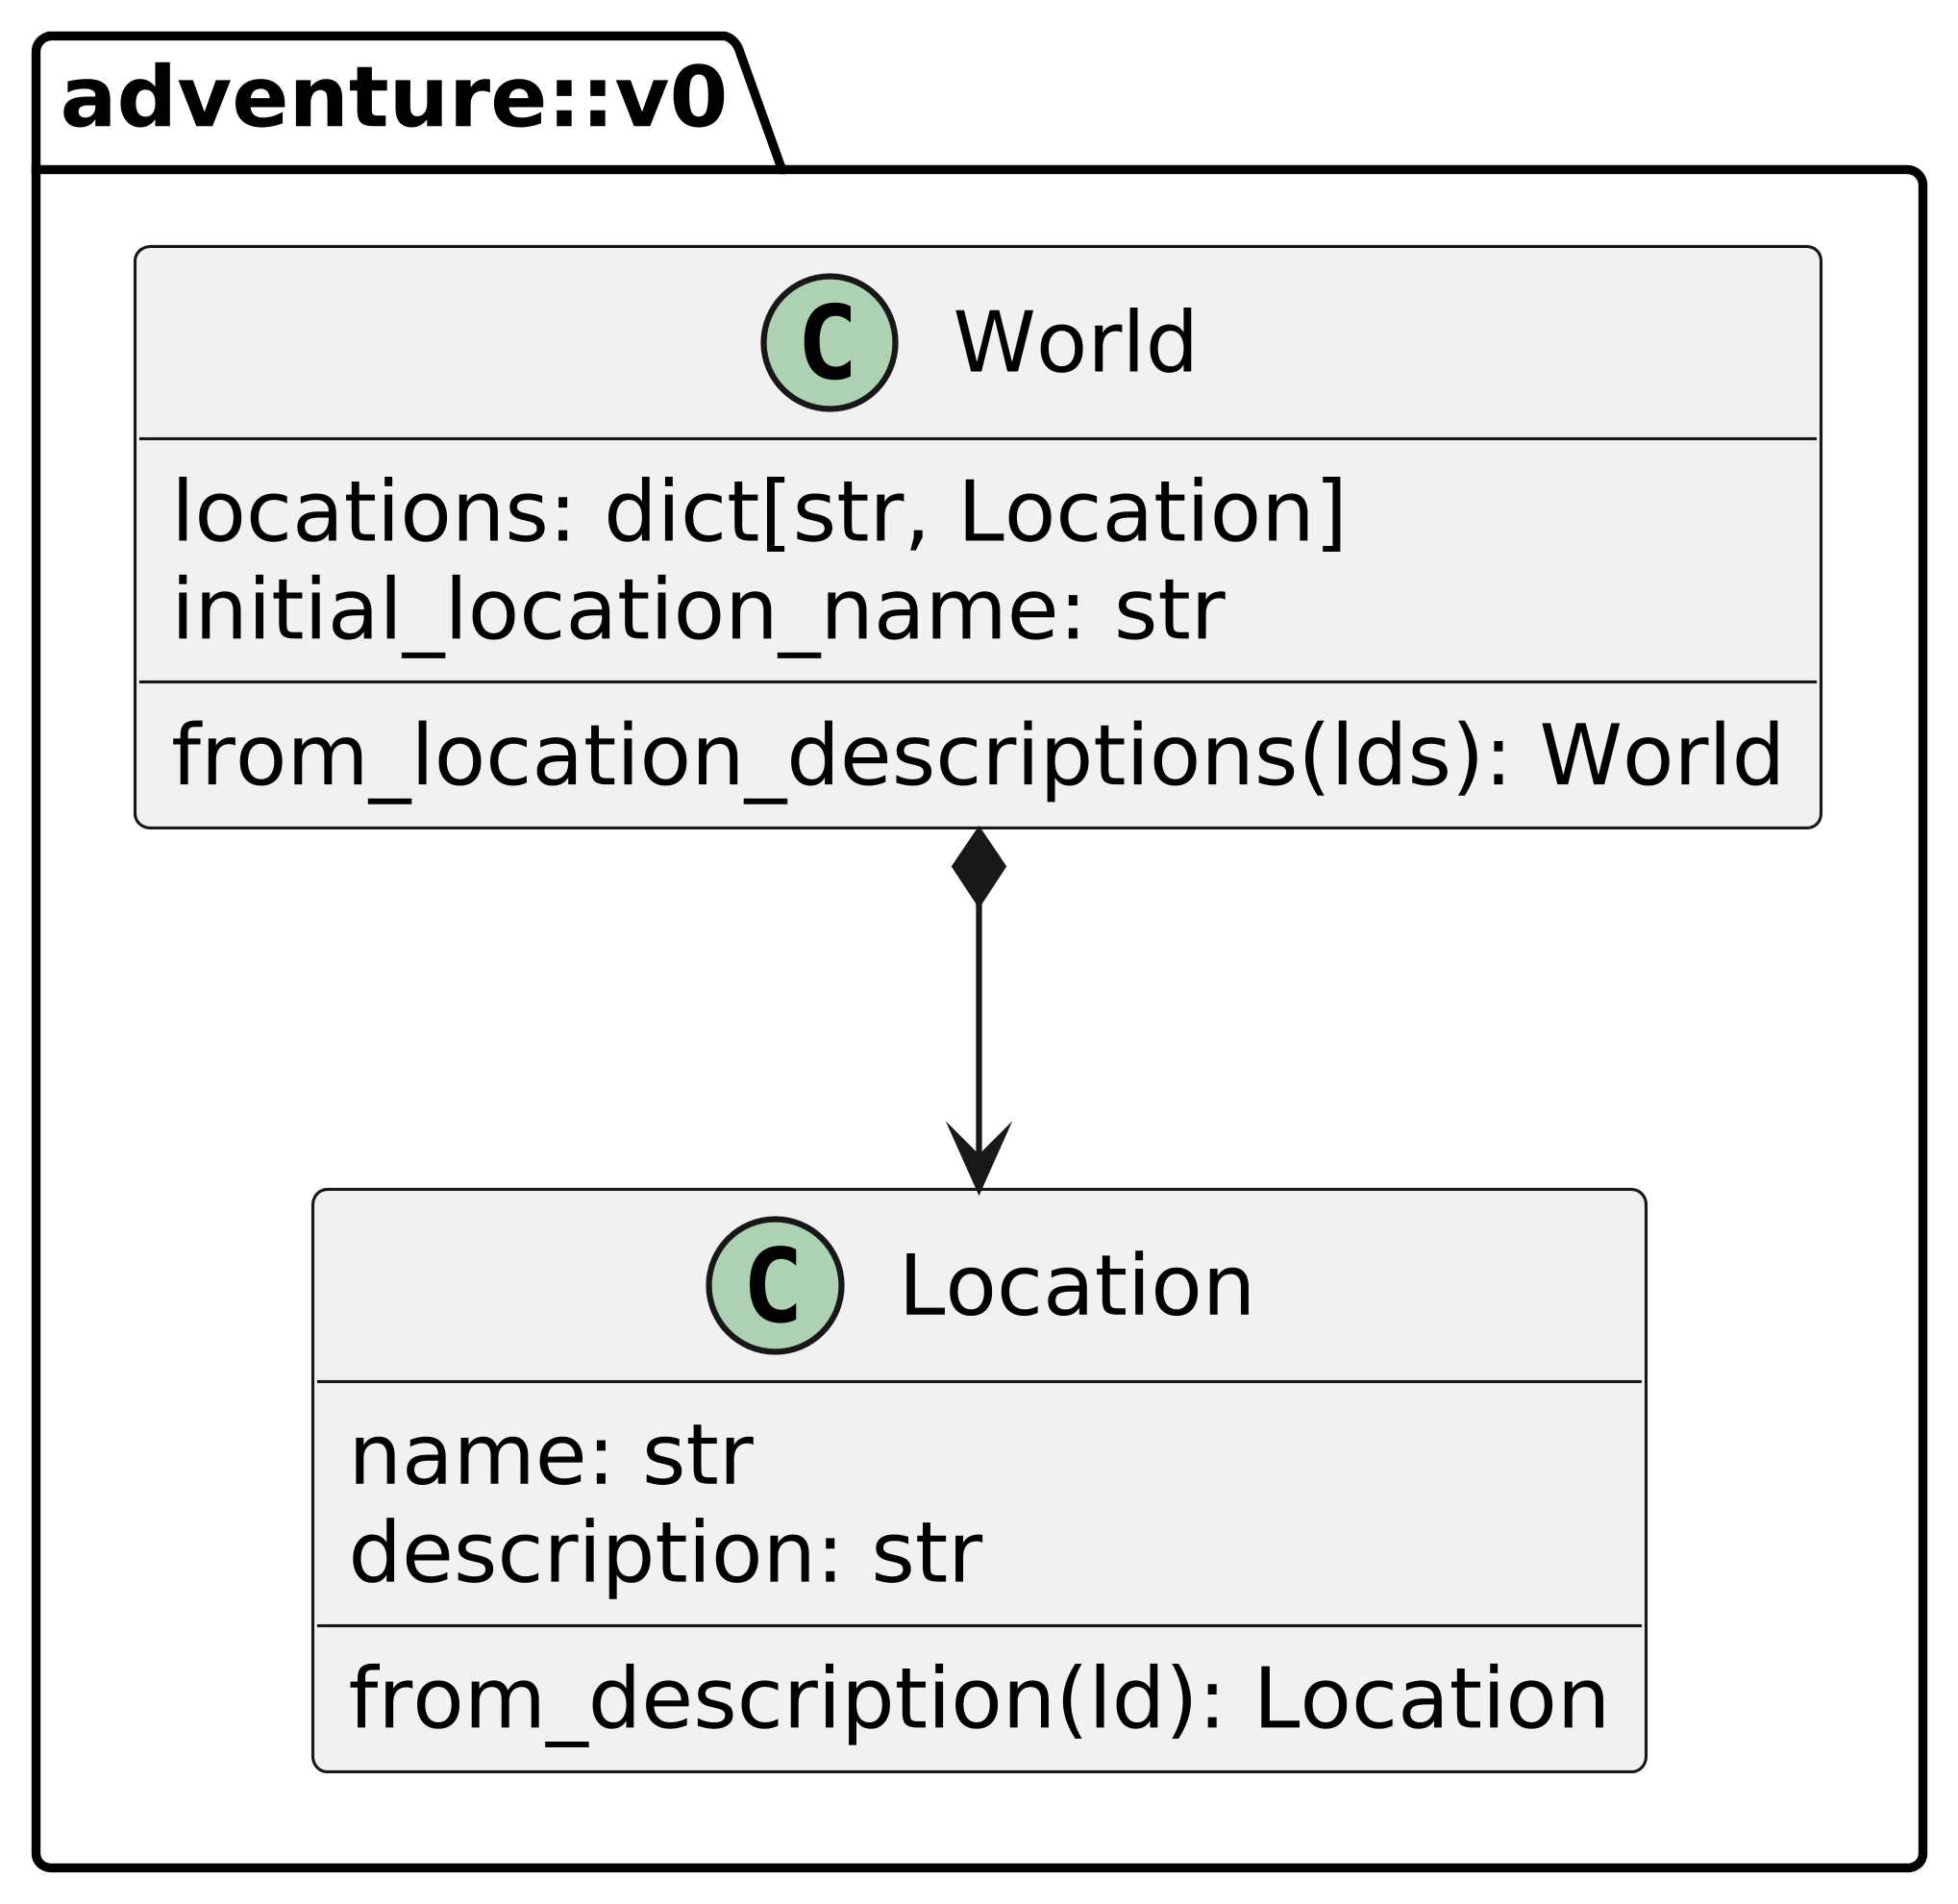 adventure::v0
C World
locations: dict[str, Location]
initial_location_name: str
from_location_descriptions(lds): World
C Location
name: str
description: str
from_description(ld): Location